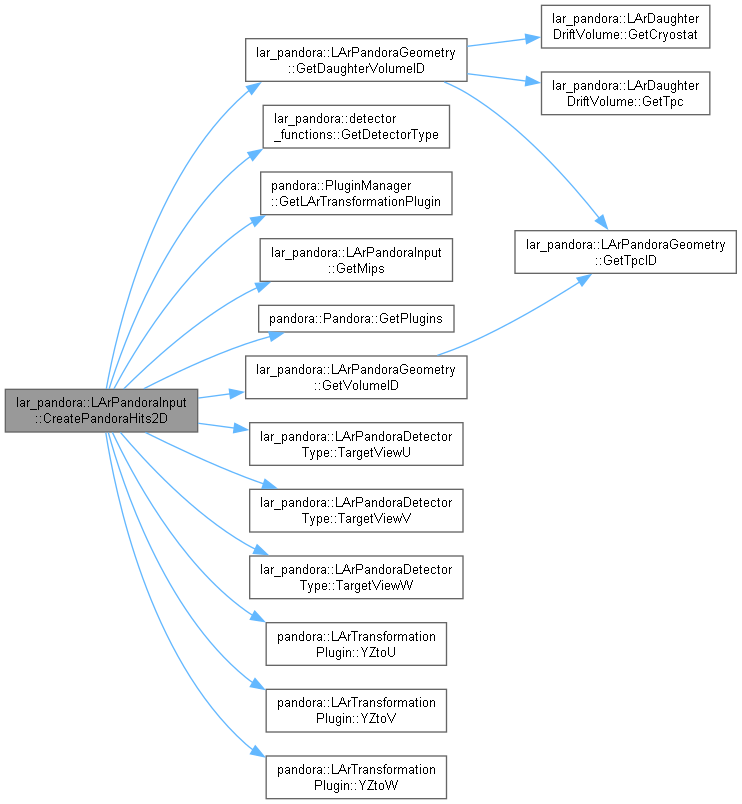 lar_pandora::LArPandoraInput
::CreatePandoraHits2D
lar_pandora::LArPandoraGeometry
::GetDaughterVolumeID
lar_pandora::LArDaughter
DriftVolume::GetCryostat
lar_pandora::LArDaughter
DriftVolume::GetTpc
lar_pandora::LArPandoraGeometry
::GetTpcID
lar_pandora::detector
_functions::GetDetectorType
pandora::PluginManager
::GetLArTransformationPlugin
lar_pandora::LArPandoraInput
::GetMips
pandora::Pandora::GetPlugins
lar_pandora::LArPandoraGeometry
::GetVolumeID
lar_pandora::LArPandoraDetector
Type::TargetViewU
lar_pandora::LArPandoraDetector
Type::TargetViewV
lar_pandora::LArPandoraDetector
Type::TargetViewW
pandora::LArTransformation
Plugin::YZtoU
pandora::LArTransformation
Plugin::YZtoV
pandora::LArTransformation
Plugin::YZtoW